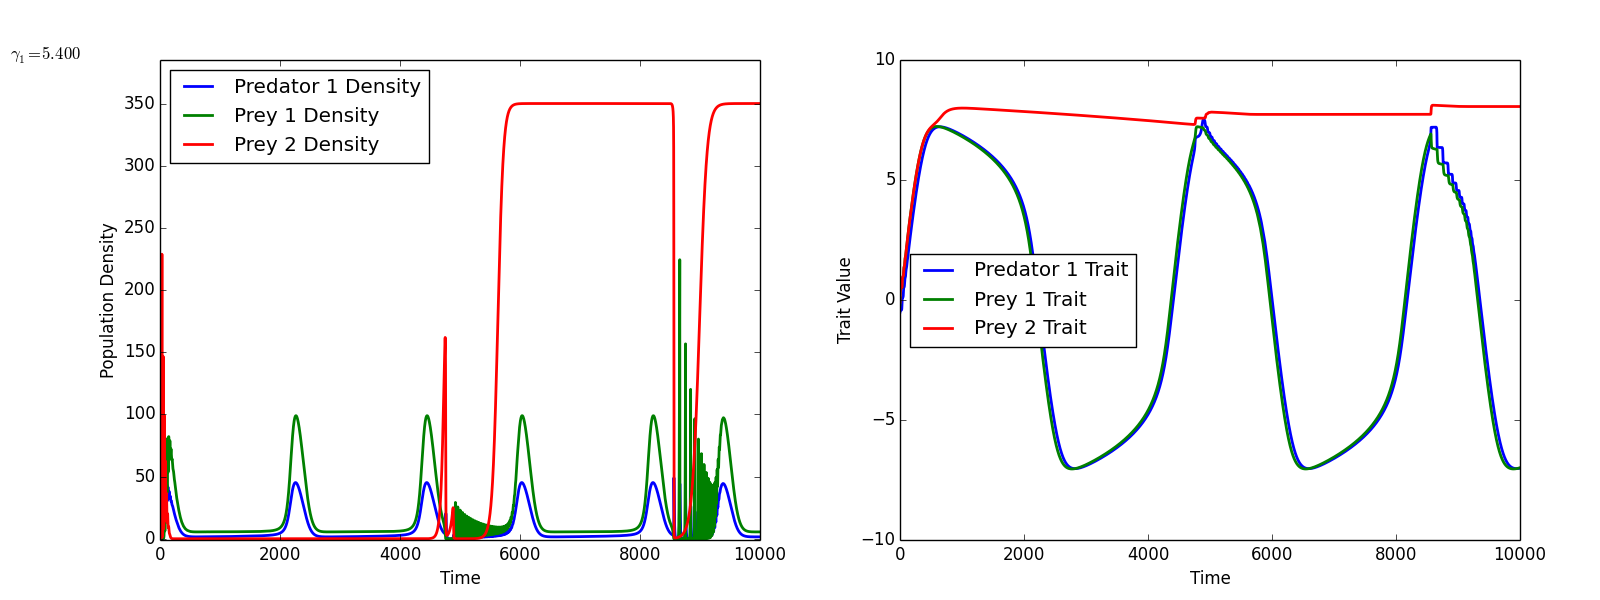 γ₁=5.400
Predator 1 Density
Prey 1 Density
Prey 2 Density
Population Density
350
300
250
200
150
100
50
0
0 2000 4000 6000 8000 10000
Time
Predator 1 Trait
Prey 1 Trait
Prey 2 Trait
Trait Value
10
5
0
−5
−10
0 2000 4000 6000 8000 10000
Time